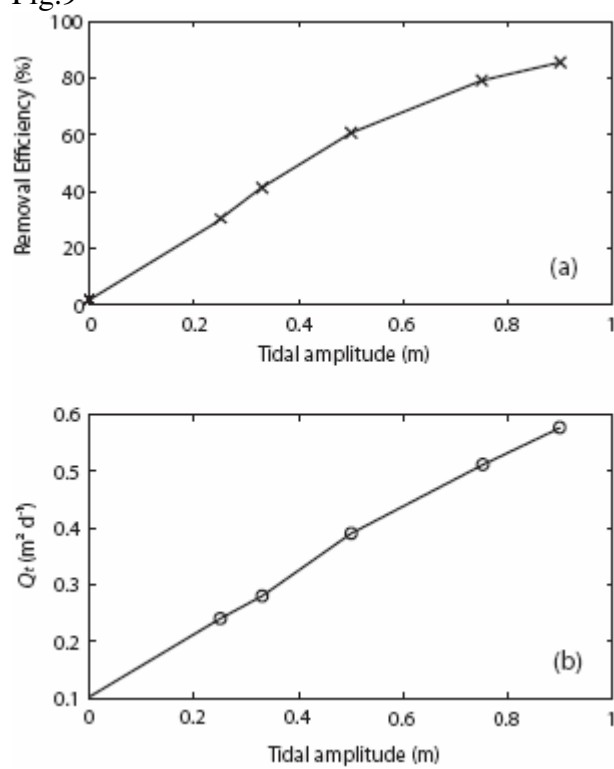 Fig.9
100
80
60
40
20
0
Removal Efficiency (%)
(a)
0 0.2 0.4 0.6 0.8 1
Tidal amplitude (m)
0.6
0.5
0.4
0.3
0.2
0.1
Qt (m² d⁻¹)
(b)
0 0.2 0.4 0.6 0.8 1
Tidal amplitude (m)